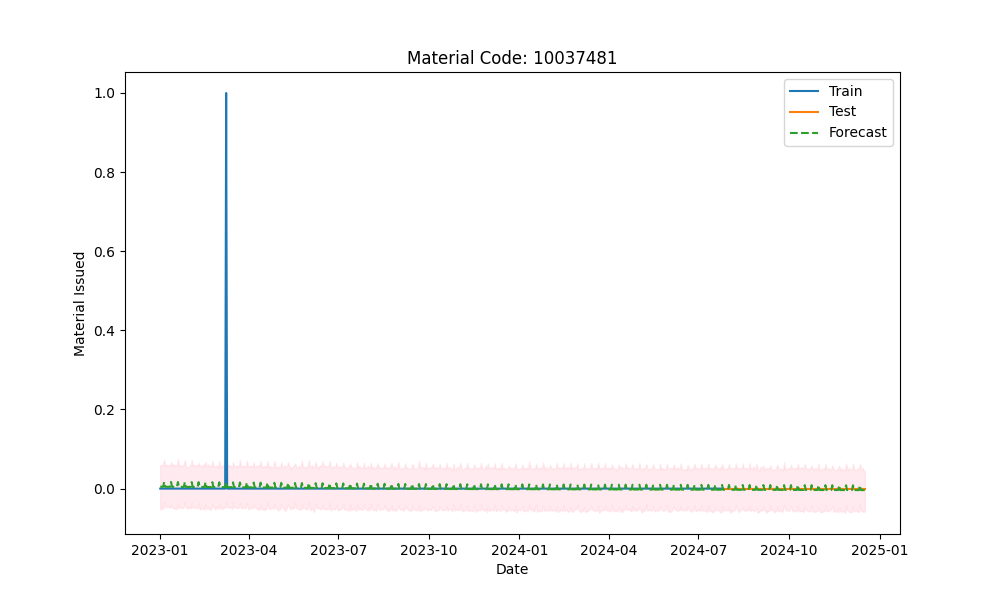 Material Code: 10037481
Train
Test
Forecast
Material Issued
1.0
0.8
0.6
0.4
0.2
0.0
2023-01 2023-04 2023-07 2023-10 2024-01 2024-04 2024-07 2024-10 2025-01
Date